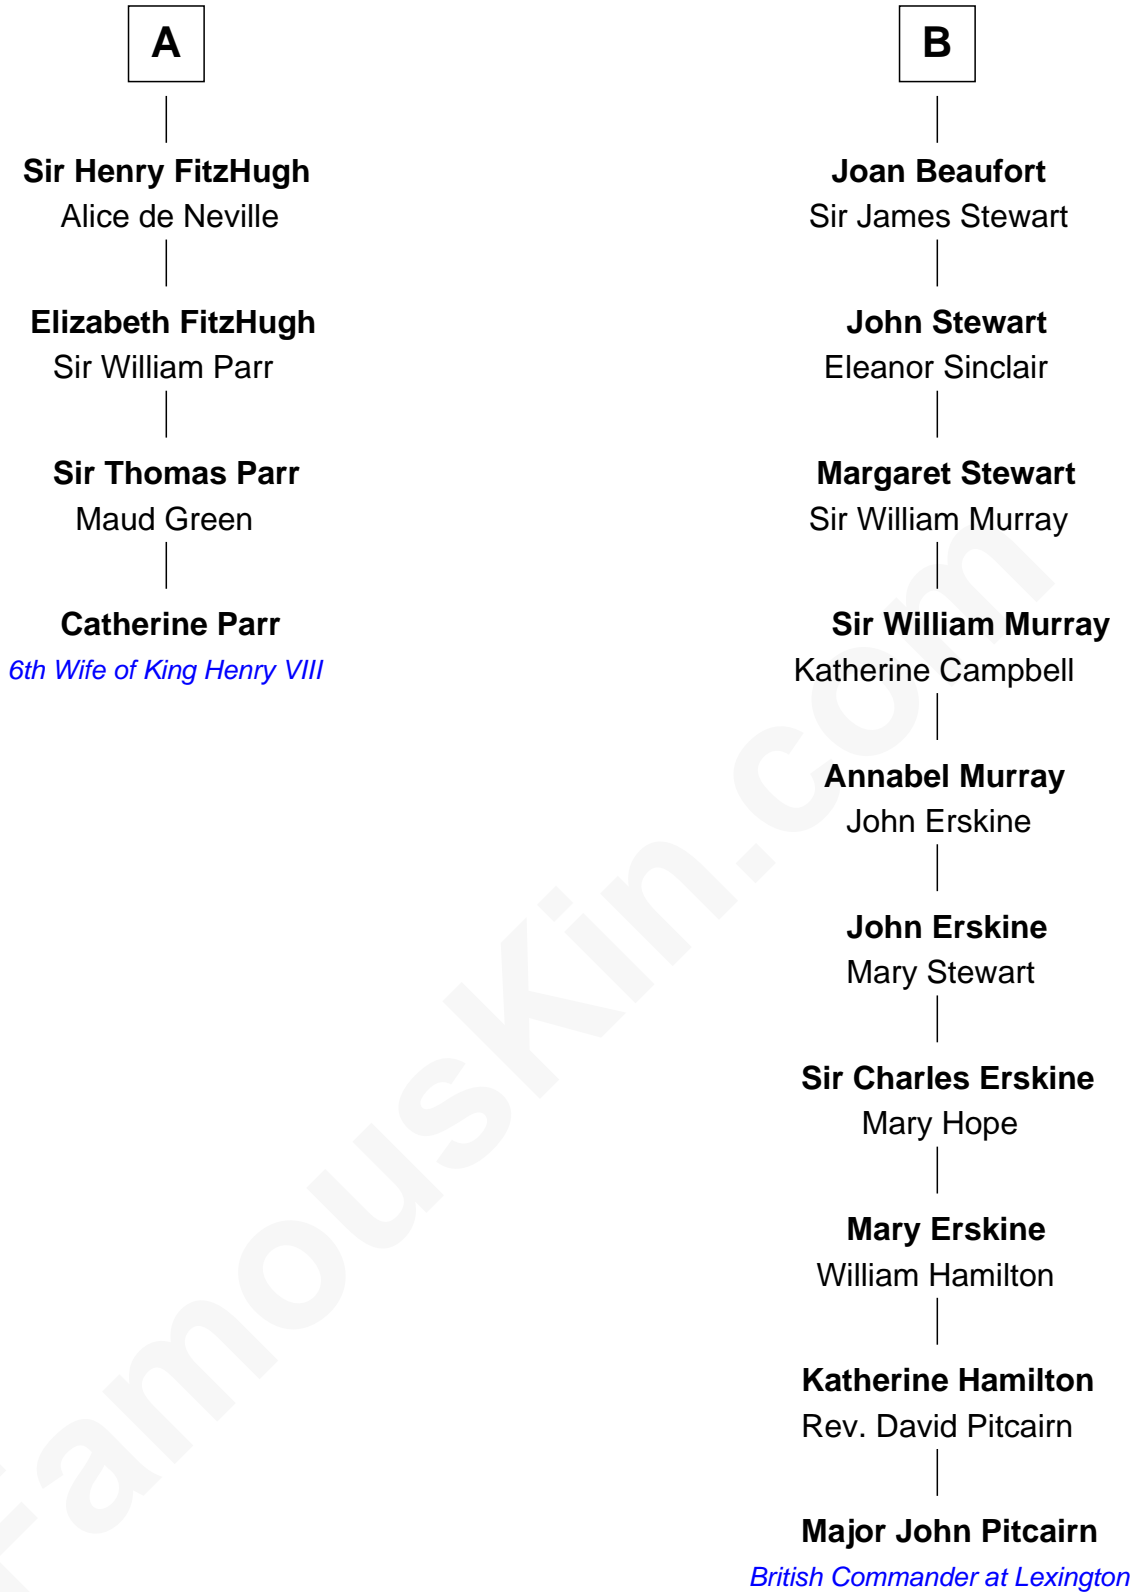 A
Sir Henry FitzHugh
Alice de Neville
Elizabeth FitzHugh
Sir William Parr
Sir Thomas Parr
Maud Green
Catherine Parr
6th Wife of King Henry VIII
B
Joan Beaufort
Sir James Stewart
John Stewart
Eleanor Sinclair
Margaret Stewart
Sir William Murray
Sir William Murray
Katherine Campbell
Annabel Murray
John Erskine
John Erskine
Mary Stewart
Sir Charles Erskine
Mary Hope
Mary Erskine
William Hamilton
Katherine Hamilton
Rev. David Pitcairn
Major John Pitcairn
British Commander at Lexington
FamousKin.com